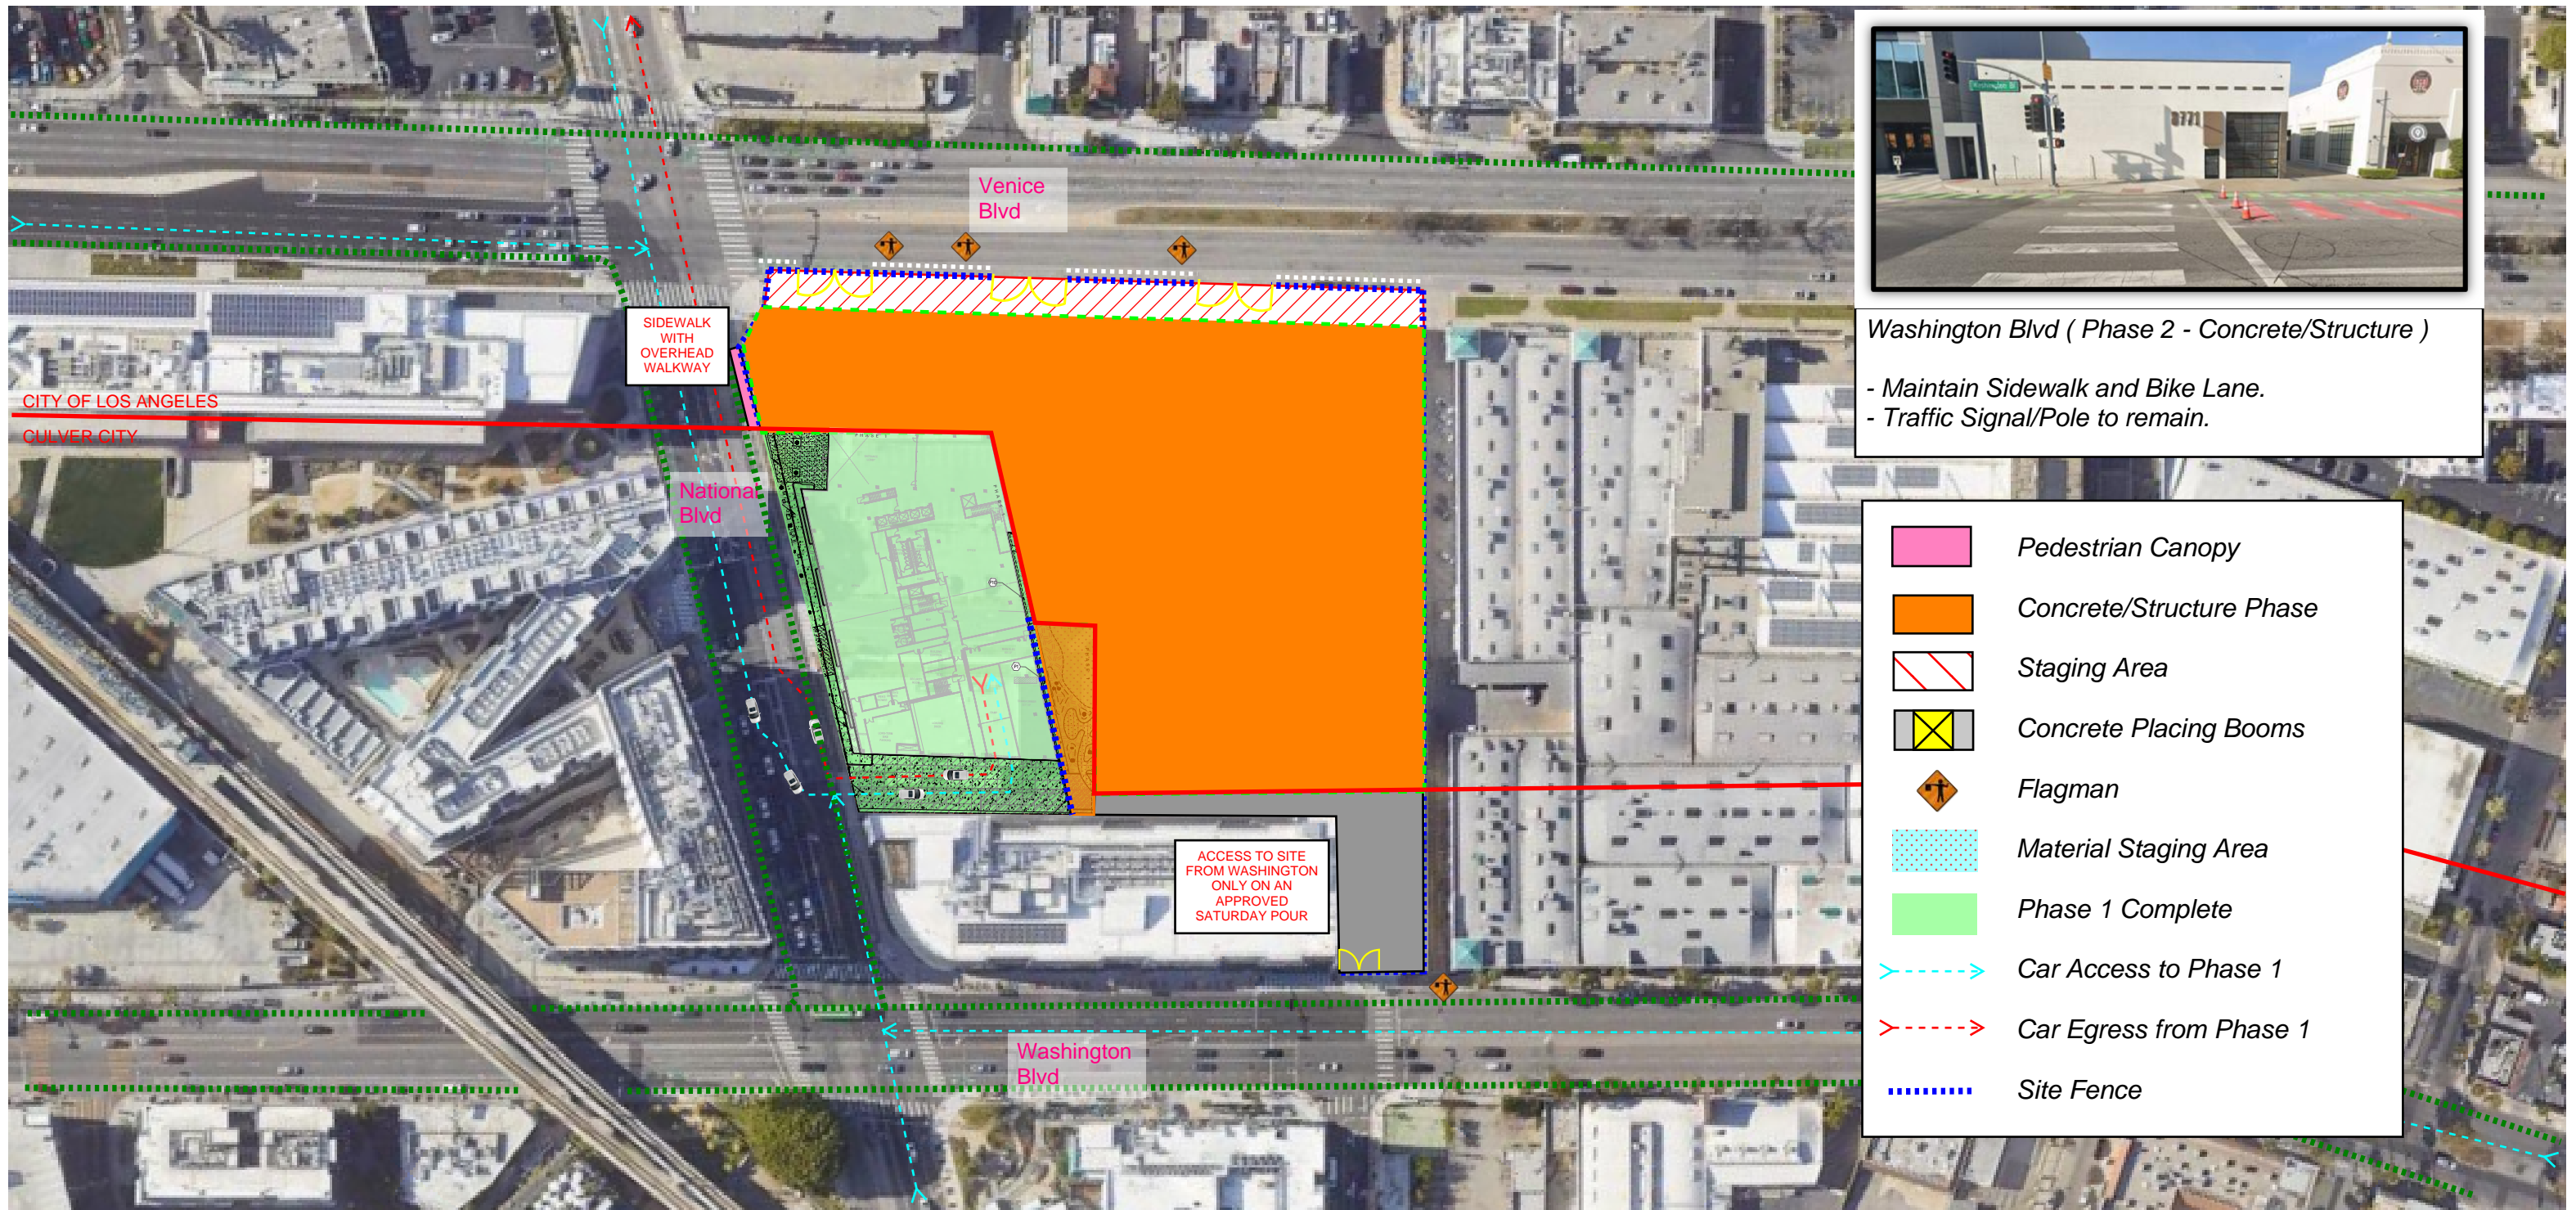 Venice
Blvd
SIDEWALK
WITH
OVERHEAD
WALKWAY
CITY OF LOS ANGELES
CULVER CITY
National
Blvd
ACCESS TO SITE
FROM WASHINGTON
ONLY ON AN
APPROVED
SATURDAY POUR
Washington
Blvd
8771
Washington Blvd ( Phase 2 - Concrete/Structure )
- Maintain Sidewalk and Bike Lane.
- Traffic Signal/Pole to remain.
Pedestrian Canopy
Concrete/Structure Phase
Staging Area
Concrete Placing Booms
Flagman
Material Staging Area
Phase 1 Complete
Car Access to Phase 1
Car Egress from Phase 1
Site Fence